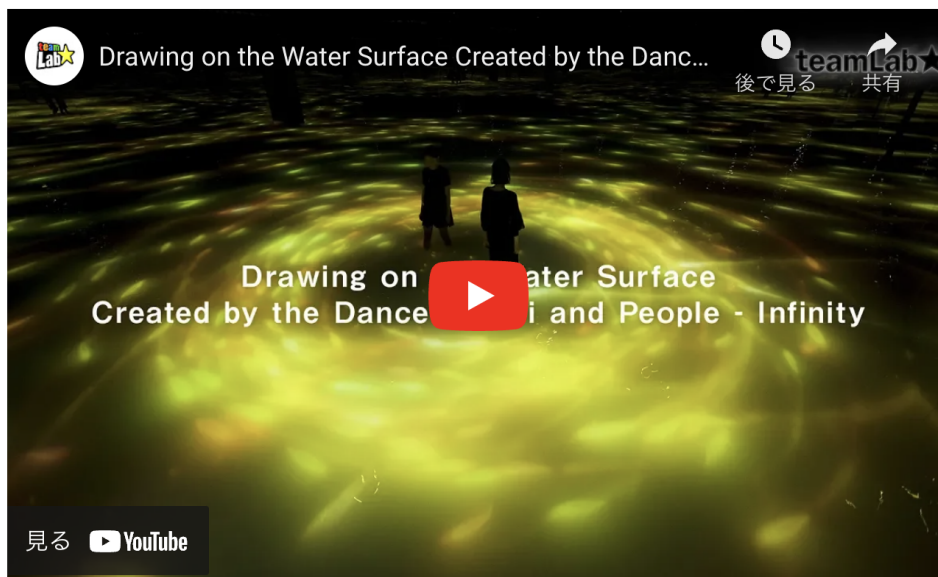 team
Lab
Drawing on the Water Surface Created by the Danc...
teamLab
後で見る
共有
Drawing on ater Surface
Created by the Dance i and People - Infinity
見る YouTube